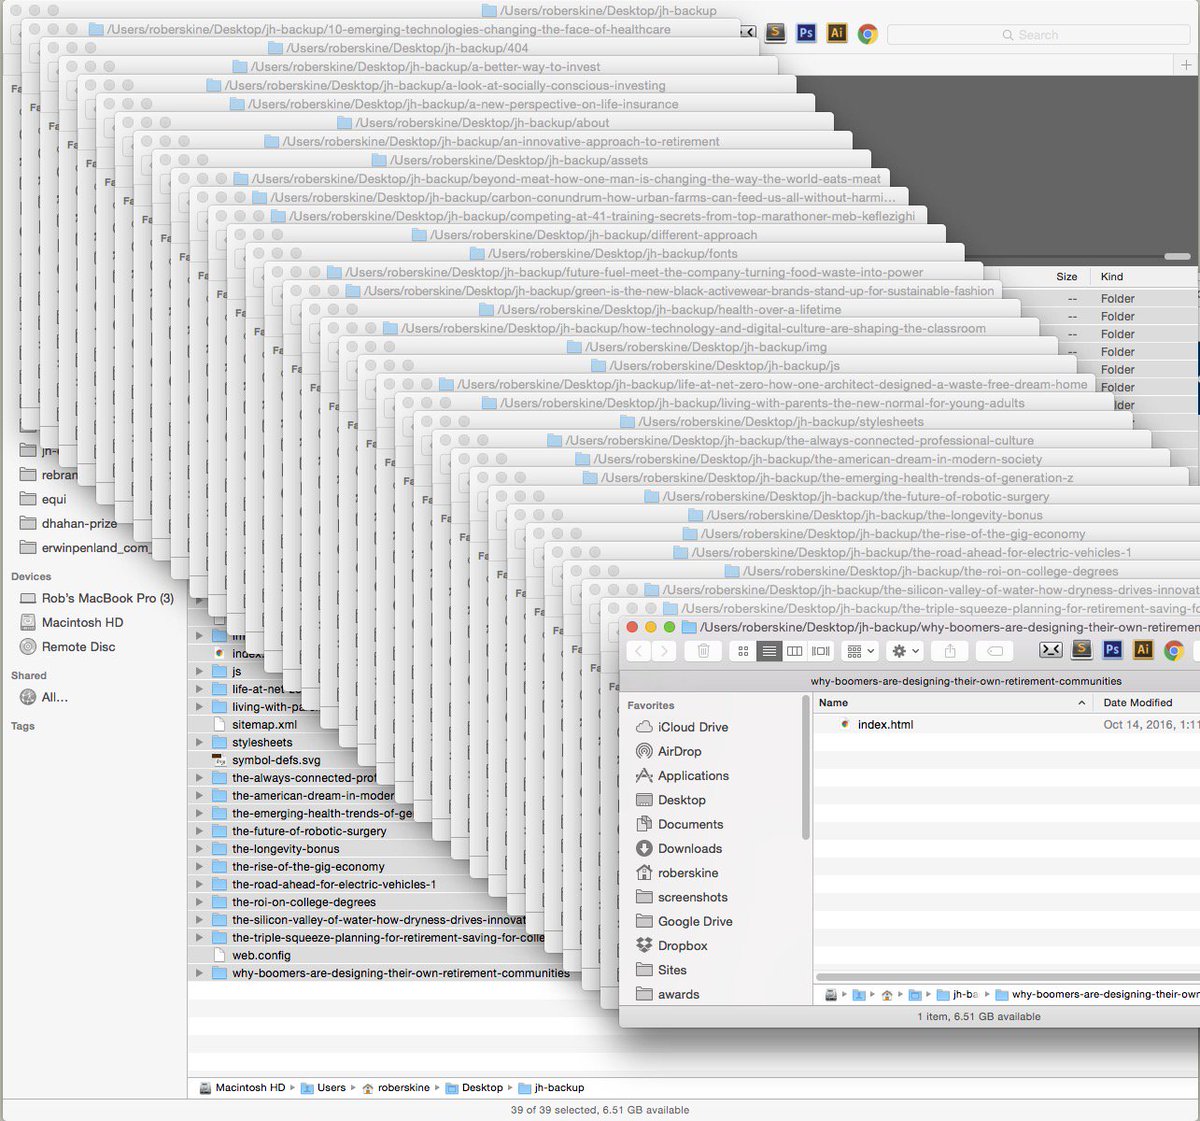 /Users/roberskine/Desktop/jh-backup
/Users/roberskine/Desktop/jh-backup/10-emerging-technologies-changing-the-face-of-healthcare
Ps
Ai
Search
/Users/roberskine/Desktop/jh-backup/404
/Users/roberskine/Desktop/jh-backup/a-better-way-to-invest
/Users/roberskine/Desktop/jh-backup/a-look-at-socially-conscious-investing
/Users/roberskine/Desktop/jh-backup/a-new-perspective-on-life-insurance
/Users/roberskine/Desktop/jh-backup/about
/Users/roberskine/Desktop/jh-backup/an-innovative-approach-to-retirement
/Users/roberskine/Desktop/jh-backup/assets
/Users/roberskine/Desktop/jh-backup/beyond-meat-how-one-man-is-changing-the-way-the-world-eats-meat
/Users/roberskine/Desktop/jh-backup/carbon-conundrum-how-urban-farms-can-feed-us-all-without-harmi...
/Users/roberskine/Desktop/jh-backup/competing-at-41-training-secrets-from-top-marathoner-meb-keflezighi
/Users/roberskine/Desktop/jh-backup/different-approach
/Users/roberskine/Desktop/jh-backup/fonts
/Users/roberskine/Desktop/jh-backup/future-fuel-meet-the-company-turning-food-waste-into-power
Size Kind
/Users/roberskine/Desktop/jh-backup/green-is-the-new-black-activewear-brands-stand-up-for-sustainable-fashion
-- Folder
/Users/roberskine/Desktop/jh-backup/health-over-a-lifetime
-- Folder
/Users/roberskine/Desktop/jh-backup/how-technology-and-digital-culture-are-shaping-the-classroom
-- Folder
/Users/roberskine/Desktop/jh-backup/img
-- Folder
/Users/roberskine/Desktop/jh-backup/js
Folder
/Users/roberskine/Desktop/jh-backup/life-at-net-zero-how-one-architect-designed-a-waste-free-dream-home
Folder
/Users/roberskine/Desktop/jh-backup/living-with-parents-the-new-normal-for-young-adults
lder
/Users/roberskine/Desktop/jh-backup/stylesheets
/Users/roberskine/Desktop/jh-backup/the-always-connected-professional-culture
/Users/roberskine/Desktop/jh-backup/the-american-dream-in-modern-society
/Users/roberskine/Desktop/jh-backup/the-emerging-health-trends-of-generation-z
/Users/roberskine/Desktop/jh-backup/the-future-of-robotic-surgery
/Users/roberskine/Desktop/jh-backup/the-longevity-bonus
/Users/roberskine/Desktop/jh-backup/the-rise-of-the-gig-economy
/Users/roberskine/Desktop/jh-backup/the-road-ahead-for-electric-vehicles-1
/Users/roberskine/Desktop/jh-backup/the-roi-on-college-degrees
/Users/roberskine/Desktop/jh-backup/the-silicon-valley-of-water-how-dryness-drives-innovat
/Users/roberskine/Desktop/jh-backup/the-triple-squeeze-planning-for-retirement-saving-fo
/Users/roberskine/Desktop/jh-backup/why-boomers-are-designing-their-own-retiremen
S
Ps
Ai
why-boomers-are-designing-their-own-retirement-communities
Favorites
iCloud Drive
AirDrop
Applications
Desktop
Documents
Downloads
roberskine
screenshots
Google Drive
Dropbox
Sites
awards
Name Date Modified
index.html Oct 14, 2016, 1:11
jh-ba why-boomers-are-designing-their-own
1 item, 6.51 GB available
rebran
equi
dhahan-prize
erwinpenland_com_
Devices
Rob's MacBook Pro (3)
Macintosh HD
Remote Disc
Shared
All...
Tags
index.
js
life-at-net-ze
living-with-pa
sitemap.xml
stylesheets
symbol-defs.svg
the-always-connected-prof
the-american-dream-in-moder
the-emerging-health-trends-of-ge
the-future-of-robotic-surgery
the-longevity-bonus
the-rise-of-the-gig-economy
the-road-ahead-for-electric-vehicles-1
the-roi-on-college-degrees
the-silicon-valley-of-water-how-dryness-drives-innovat
the-triple-squeeze-planning-for-retirement-saving-for-colle
web.config
why-boomers-are-designing-their-own-retirement-communities
Macintosh HD Users roberskine Desktop jh-backup
39 of 39 selected, 6.51 GB available